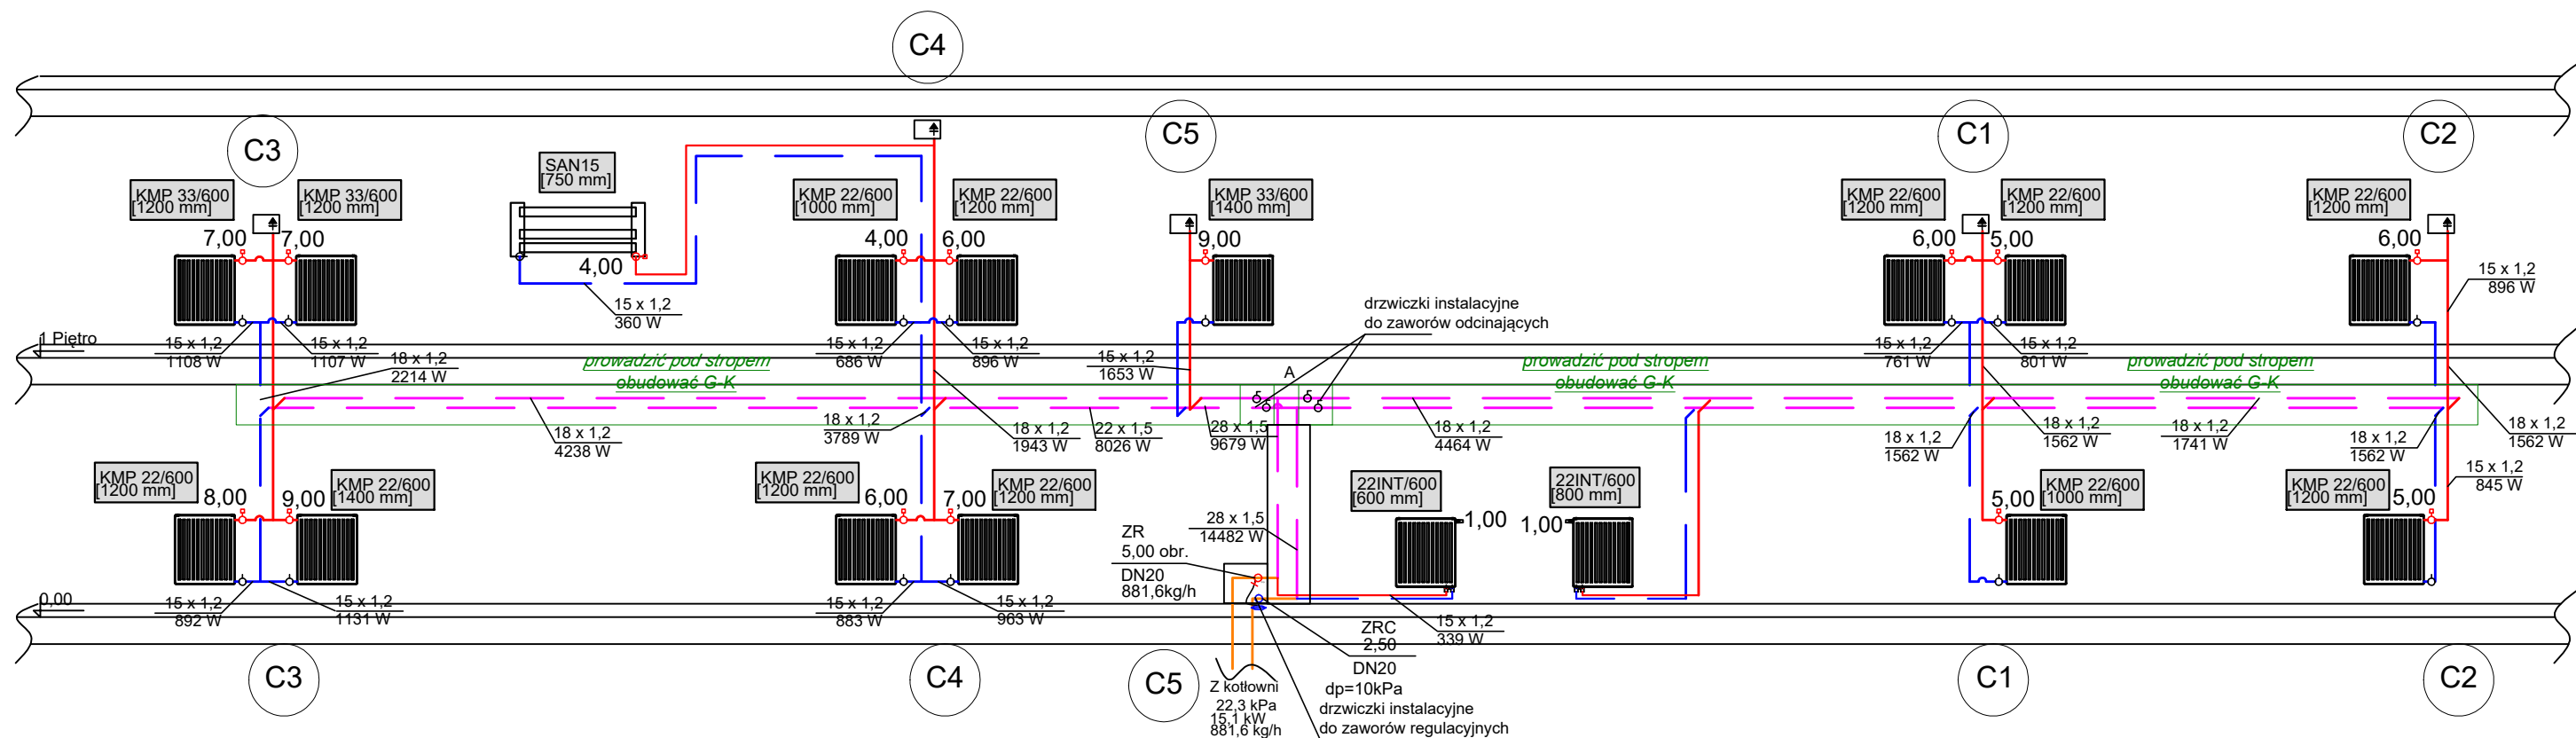 C4
C3
C5
C1
C2
SAN15
[750 mm]
KMP 33/600
[1200 mm]
KMP 33/600
[1200 mm]
KMP 22/600
[1000 mm]
KMP 22/600
[1200 mm]
KMP 33/600
[1400 mm]
KMP 22/600
[1200 mm]
KMP 22/600
[1200 mm]
KMP 22/600
[1200 mm]
7,00
7,00
4,00
4,00
6,00
9,00
6,00
5,00
6,00
15 x 1,2
896 W
15 x 1,2
360 W
drzwiczki instalacyjne
do zaworów odcinających
1 Piętro
15 x 1,2
1108 W
15 x 1,2
1107 W
18 x 1,2
2214 W
prowadzić pod stropem
obudować G-K
15 x 1,2
686 W
15 x 1,2
896 W
15 x 1,2
1653 W
A
prowadzić pod stropem
obudować G-K
15 x 1,2
761 W
15 x 1,2
801 W
prowadzić pod stropem
obudować G-K
18 x 1,2
4238 W
18 x 1,2
3789 W
18 x 1,2
1943 W
22 x 1,5
8026 W
28 x 1,5
9679 W
18 x 1,2
4464 W
18 x 1,2
1562 W
18 x 1,2
1562 W
18 x 1,2
1741 W
18 x 1,2
1562 W
18 x 1,2
1562 W
15 x 1,2
845 W
KMP 22/600
[1200 mm]
8,00
9,00
KMP 22/600
[1400 mm]
KMP 22/600
[1200 mm]
6,00
7,00
KMP 22/600
[1200 mm]
22INT/600
[600 mm]
1,00
22INT/600
[800 mm]
1,00
5,00
KMP 22/600
[1000 mm]
KMP 22/600
[1200 mm]
5,00
28 x 1,5
14482 W
ZR
5,00 obr.
DN20
881,6kg/h
0,00
15 x 1,2
892 W
15 x 1,2
1131 W
15 x 1,2
883 W
15 x 1,2
963 W
15 x 1,2
339 W
ZRC
2,50
DN20
dp=10kPa
drzwiczki instalacyjne
do zaworów regulacyjnych
C3
C4
C5
C1
C2
Z kotłowni
22,3 kPa
15,1 kW
881,6 kg/h